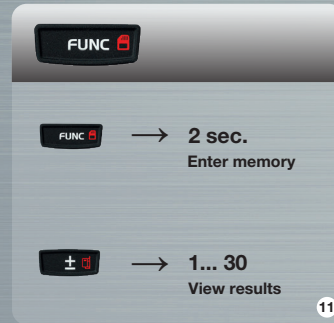 FUNC
FUNC → 2 sec.
Enter memory
± → 1... 30
View results
11